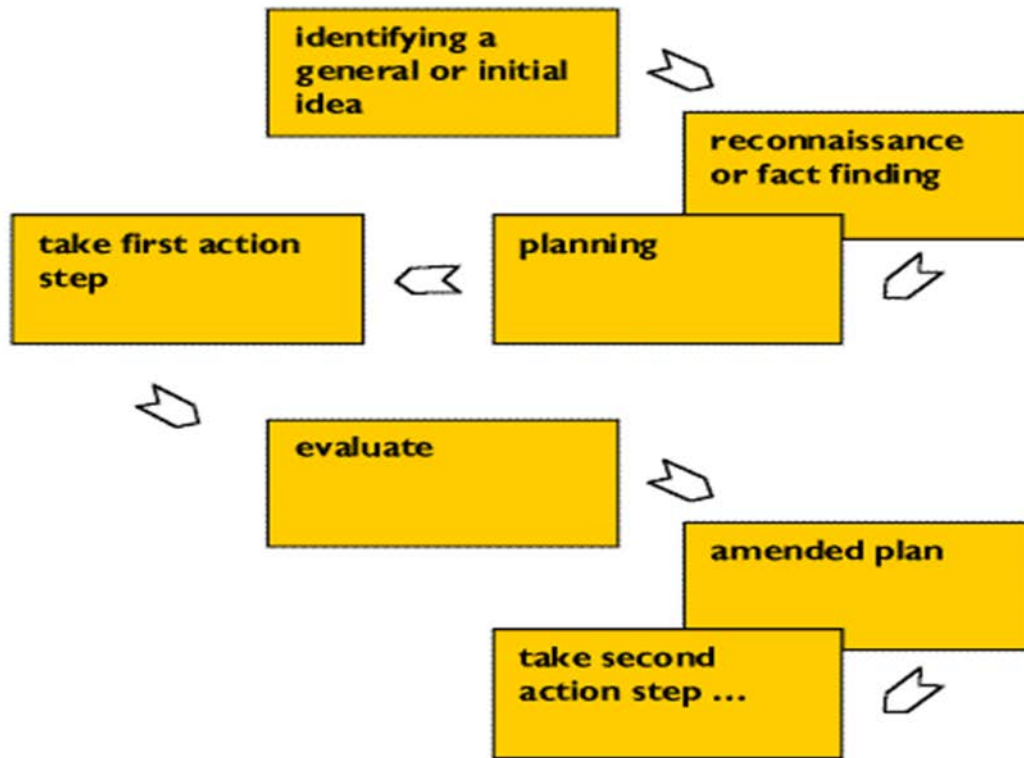 identifying a
general or initial
idea
reconnaissance
or fact finding
planning
take first action
step
evaluate
amended plan
take second
action step ...